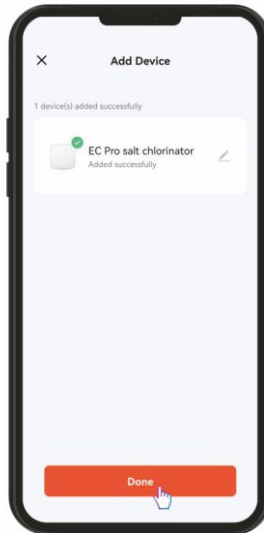 Add Device
1 device(s) added successfully
EC Pro salt chlorinator
Added successfully
Done